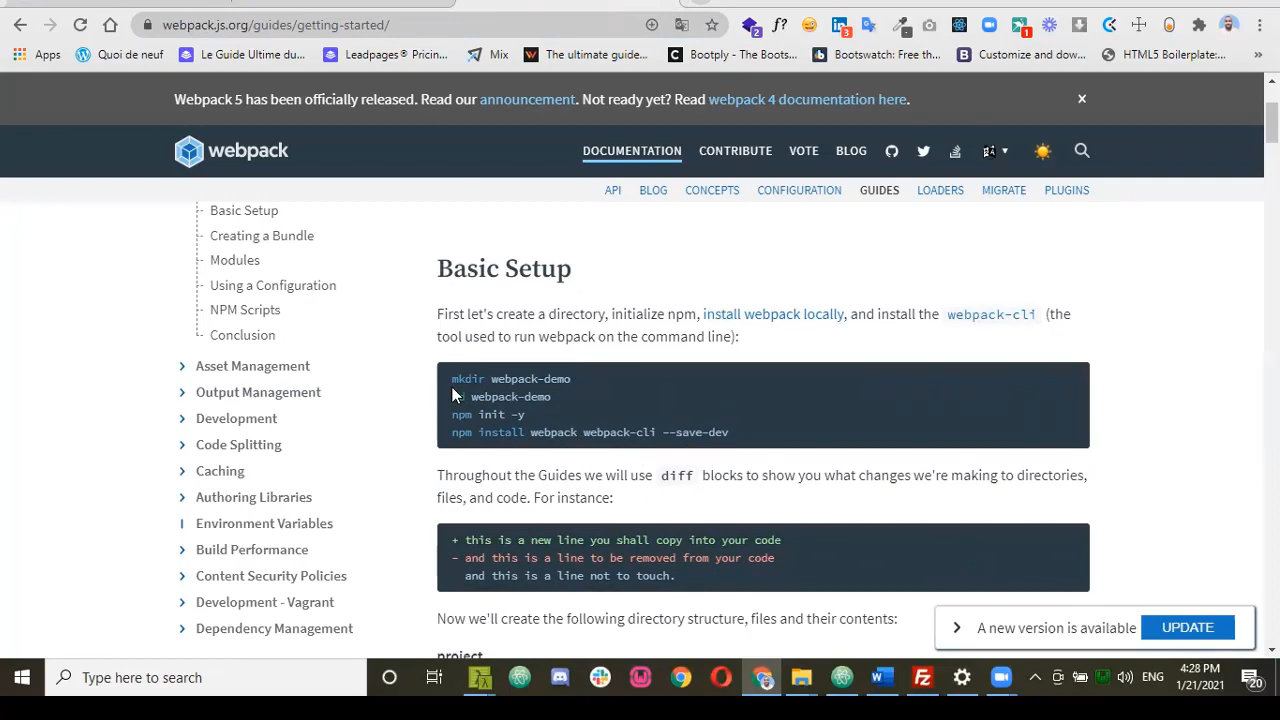 webpack.js.org/guides/getting-started/
2
f?
3
1
Apps
Quoi de neuf
Le Guide Ultime du...
Leadpages® Pricin...
Mix
The ultimate guide...
Bootply - The Boots...
Bootswatch: Free th...
Customize and dow...
HTML5 Boilerplate:...
»
Webpack 5 has been officially released. Read our announcement. Not ready yet? Read webpack 4 documentation here.
webpack
DOCUMENTATION
CONTRIBUTE
VOTE
BLOG
API
BLOG
CONCEPTS
CONFIGURATION
GUIDES
LOADERS
MIGRATE
PLUGINS
Basic Setup
Creating a Bundle
Modules
Using a Configuration
NPM Scripts
Conclusion
Asset Management
Output Management
Development
Code Splitting
Caching
Authoring Libraries
Environment Variables
Build Performance
Content Security Policies
Development - Vagrant
Dependency Management
Basic Setup
First let's create a directory, initialize npm, install webpack locally, and install the webpack-cli (the
tool used to run webpack on the command line):
mkdir webpack-demo
webpack-demo
npm init -y
npm install webpack webpack-cli --save-dev
Throughout the Guides we will use diff blocks to show you what changes we're making to directories,
files, and code. For instance:
+ this is a new line you shall copy into your code
- and this is a line to be removed from your code
and this is a line not to touch.
Now we'll create the following directory structure, files and their contents:
project
A new version is available
UPDATE
Type here to search
ENG
4:28 PM
1/21/2021
20